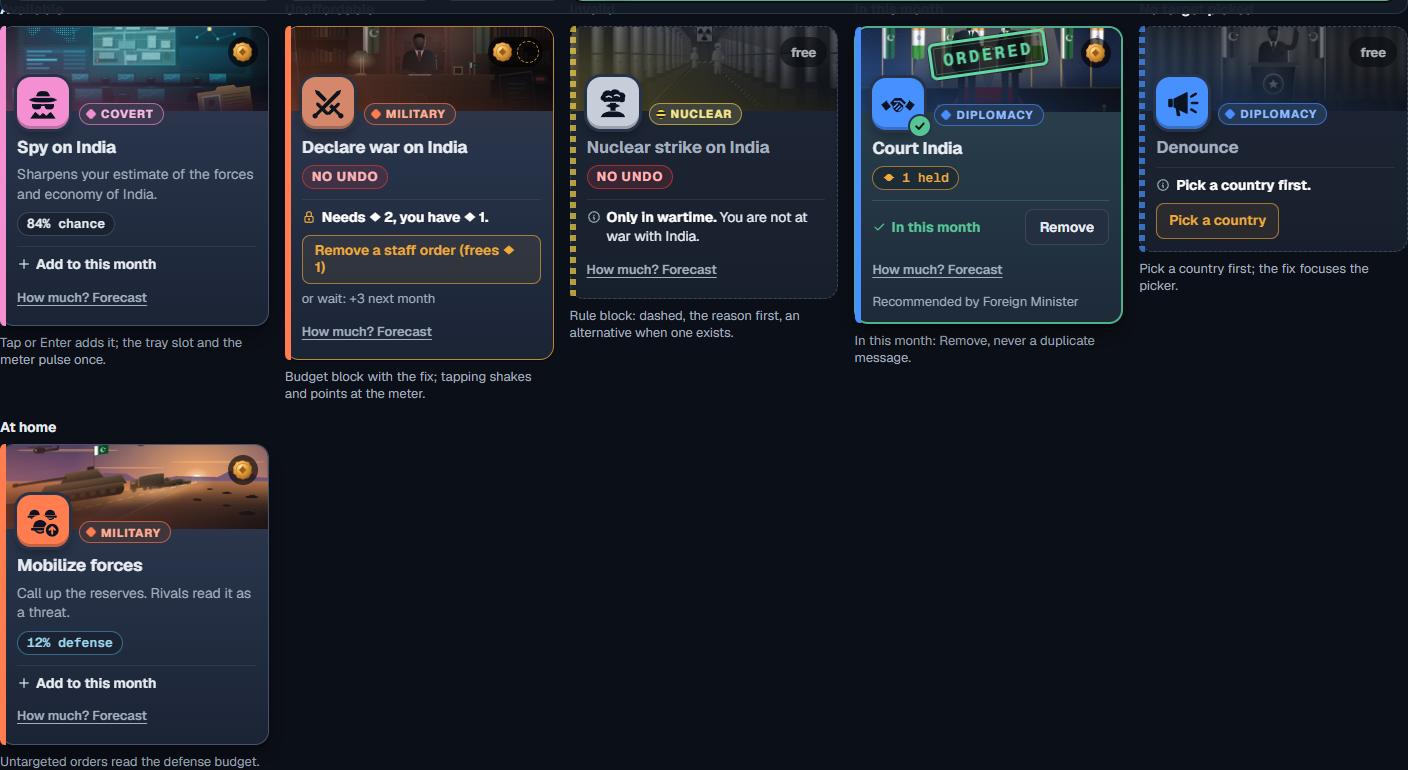 Available
Unaffordable
Invalid
In this month
No target picked
COVERT
Spy on India
Sharpens your estimate of the forces
and economy of India.
84% chance
+ Add to this month
How much? Forecast
Tap or Enter adds it; the tray slot and the
meter pulse once.
MILITARY
Declare war on India
NO UNDO
Needs ◆ 2, you have ◆ 1.
Remove a staff order (frees ◆
1)
or wait: +3 next month
How much? Forecast
Budget block with the fix; tapping shakes
and points at the meter.
free
NUCLEAR
Nuclear strike on India
NO UNDO
Only in wartime. You are not at
war with India.
How much? Forecast
Rule block: dashed, the reason first, an
alternative when one exists.
ORDERED
DIPLOMACY
Court India
◆ 1 held
✓ In this month
Remove
How much? Forecast
Recommended by Foreign Minister
In this month: Remove, never a duplicate
message.
free
DIPLOMACY
Denounce
Pick a country first.
Pick a country
Pick a country first; the fix focuses the
picker.
At home
MILITARY
Mobilize forces
Call up the reserves. Rivals read it as
a threat.
12% defense
+ Add to this month
How much? Forecast
Untargeted orders read the defense budget.